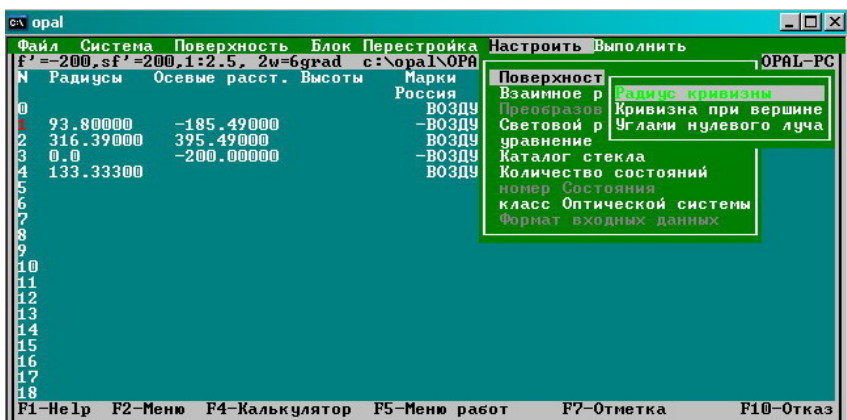 opal
Файл Система Поверхность Блок Перестройка Настроить Выполнить
f'=-200,sf'=200,1:2.5, 2w=6grad c:\opal\OPA OPAL-PC
N Радиусы Осевые расст. Высоты Марки
Россия
0 ВОЗДУ
1 93.80000 -185.49000 -ВОЗДУ
2 316.39000 395.49000 ВОЗДУ
3 0.0 -200.00000 -ВОЗДУ
4 133.33300 ВОЗДУ
5
6
7
8
9
10
11
12
13
14
15
16
17
18
Поверхност
Взаимное р
Преобразов
Световой р
уравнение
Каталог стекла
Количество состояний
номер Состояния
класс Оптической системы
Формат входных данных
Радиус кривизны
Кривизна при вершине
Углами нулевого луча
F1-Help F2-Меню F4-Калькулятор F5-Меню работ F7-Отметка F10-Отказ